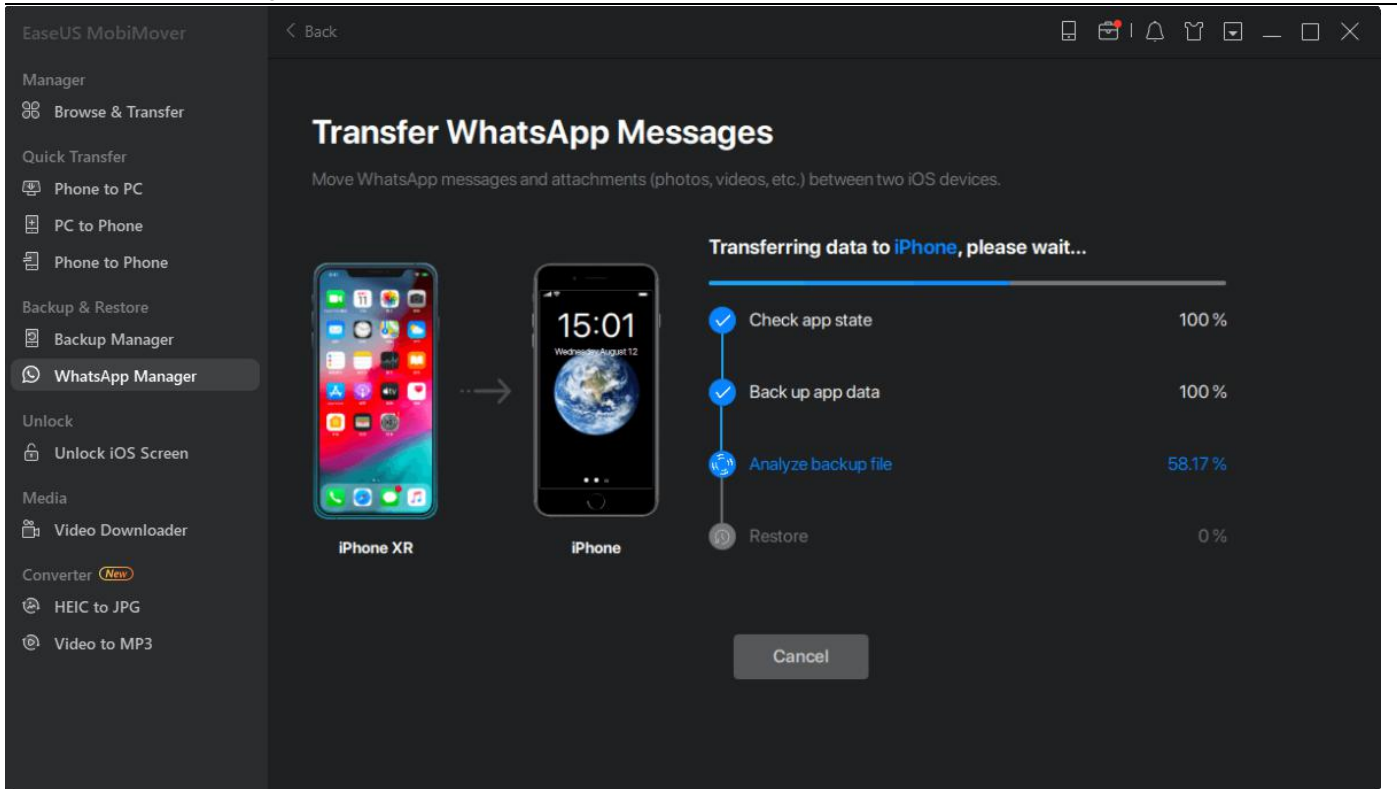 EaseUS MobiMover
Back
Manager
Browse & Transfer
Quick Transfer
Phone to PC
PC to Phone
Phone to Phone
Backup & Restore
Backup Manager
WhatsApp Manager
Unlock
Unlock iOS Screen
Media
Video Downloader
Converter New
HEIC to JPG
Video to MP3
Transfer WhatsApp Messages
Move WhatsApp messages and attachments (photos, videos, etc.) between two iOS devices.
15:01
Wednesday August 12
iPhone XR
iPhone
Transferring data to iPhone, please wait...
Check app state 100 %
Back up app data 100 %
Analyze backup file 58.17 %
Restore 0 %
Cancel